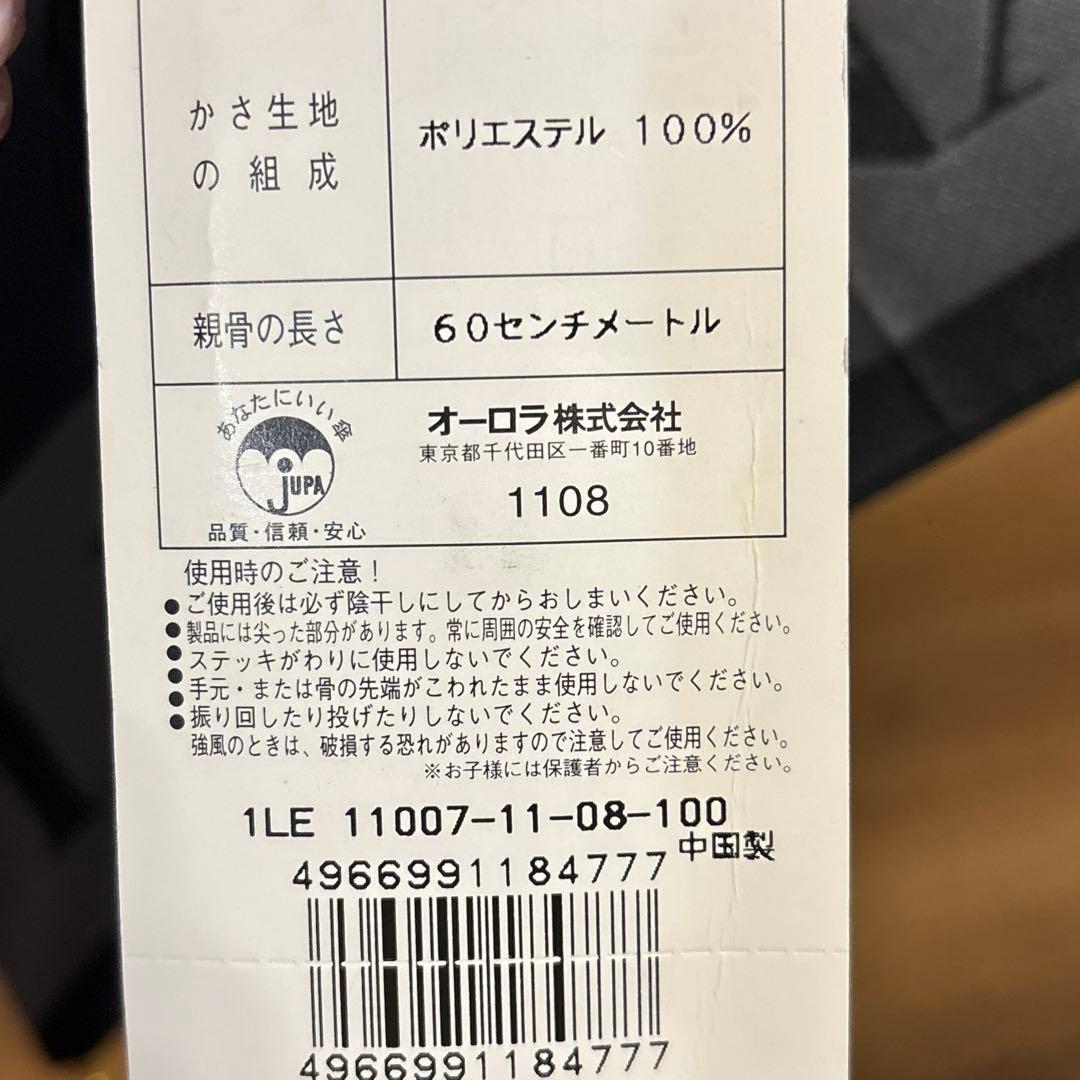 かさ生地
の組成
ポリエステル 100%
親骨の長さ
60センチメートル
あなたにいい傘
JUPA
品質・信頼・安心
オーロラ株式会社
東京都千代田区一番町10番地
1108
使用時のご注意!
●ご使用後は必ず陰干しにしてからおしまいください。
●製品には尖った部分があります。常に周囲の安全を確認してご使用ください。
●ステッキがわりに使用しないでください。
●手元・または骨の先端がこわれたまま使用しないでください。
●振り回したり投げたりしないでください。
●強風のときは、破損する恐れがありますので注意してご使用ください。
※お子様には保護者からご注意ください。
1LE 11007-11-08-100
中国製
4966991184777
4966991184777